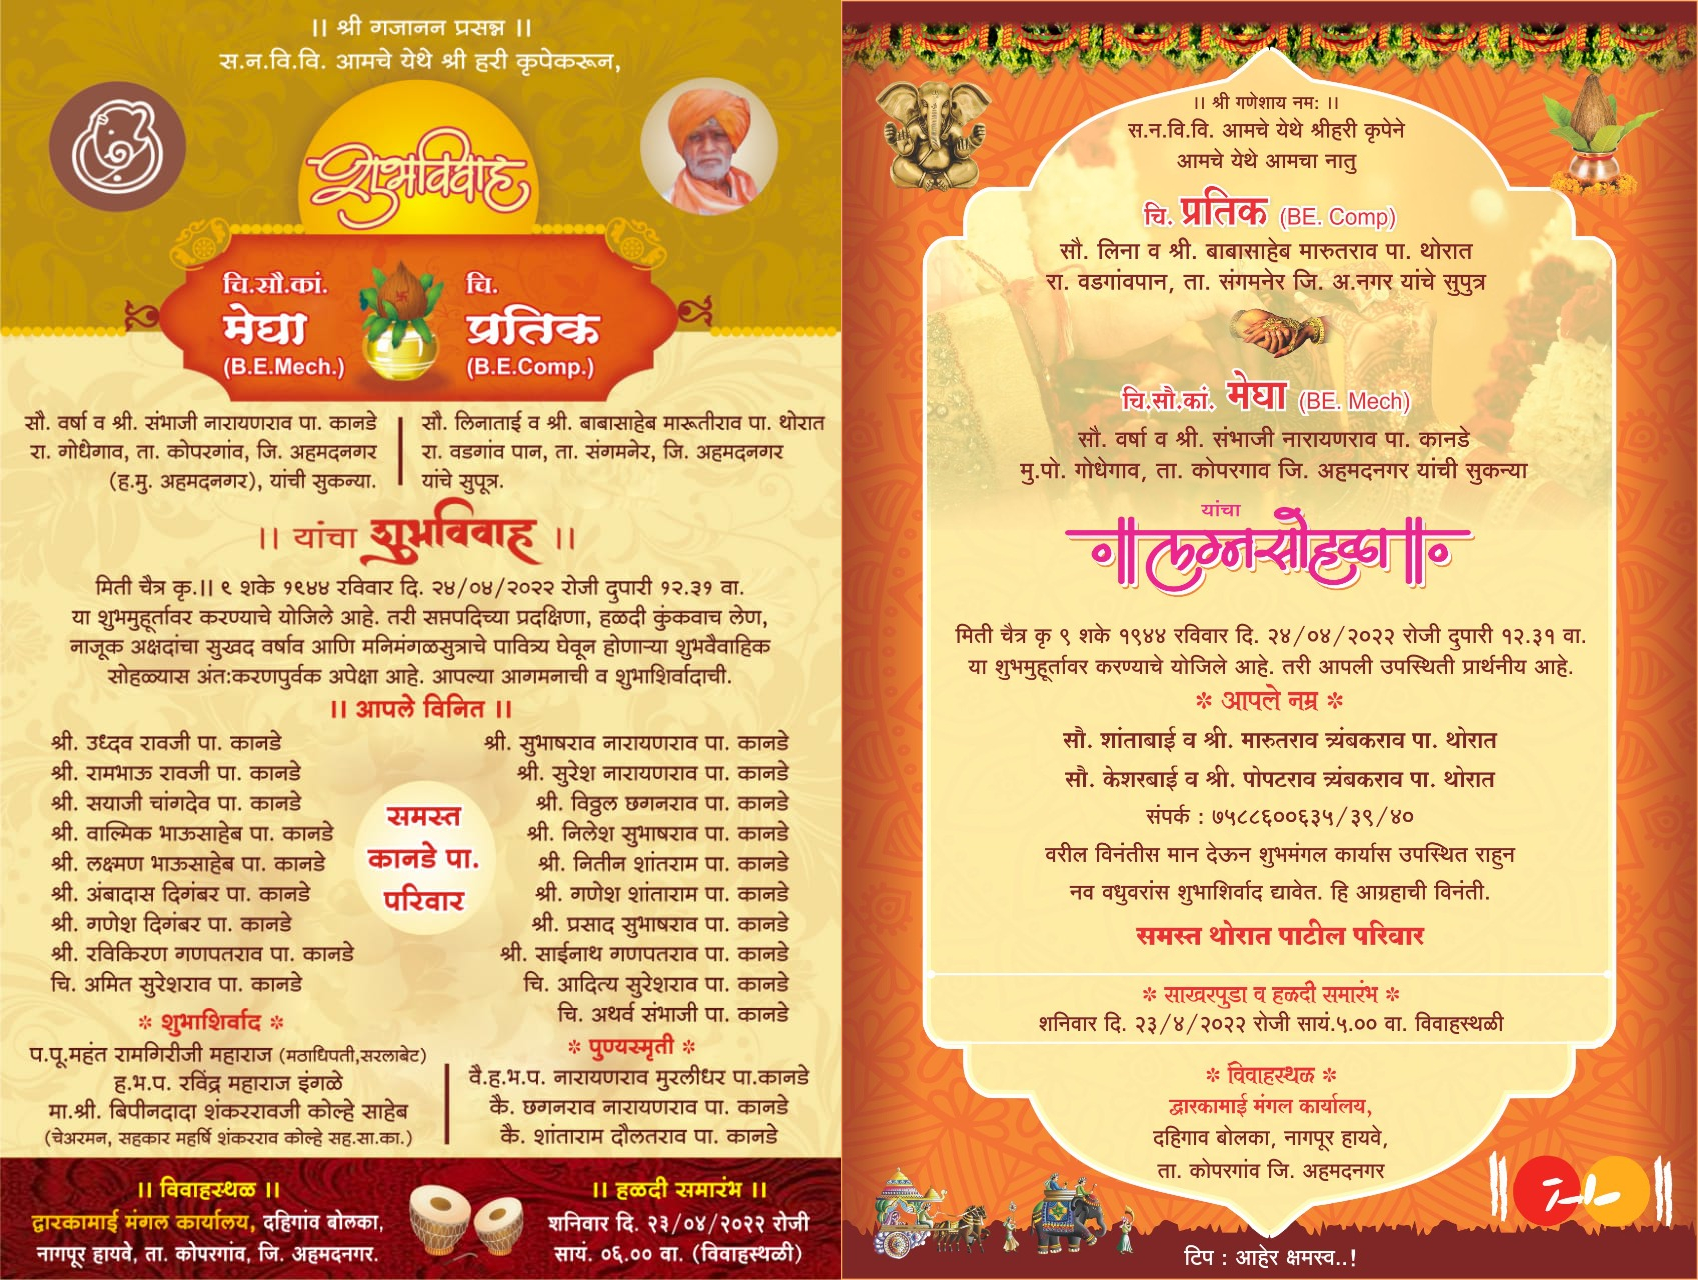 ।। श्री गजानन प्रसन्न ।।
स.न.वि.वि. आमचे येथे श्री हरी कृपेकरून,
शुभविवाह
चि.सौ.कां.
मेघा
(B.E.Mech.)
चि.
प्रतिक
(B.E.Comp.)
सौ. वर्षा व श्री. संभाजी नारायणराव पा. कानडे
रा. गोधेगाव, ता. कोपरगांव, जि. अहमदनगर
(ह.मु. अहमदनगर), यांची सुकन्या.
सौ. लिनाताई व श्री. बाबासाहेब मारूतीराव पा. थोरात
रा. वडगांव पान, ता. संगमनेर, जि. अहमदनगर
यांचे सुपूत्र.
।। यांचा शुभविवाह ।।
मिती चैत्र कृ.।। ९ शके १९४४ रविवार दि. २४/०४/२०२२ रोजी दुपारी १२.३१ वा.
या शुभमुहूर्तावर करण्याचे योजिले आहे. तरी सप्तपदिच्या प्रदक्षिणा, हळदी कुंकवाच लेण,
नाजूक अक्षदांचा सुखद वर्षाव आणि मनिमंगळसुत्राचे पावित्र्य घेवून होणाऱ्या शुभवैवाहिक
सोहळ्यास अंत:करणपुर्वक अपेक्षा आहे. आपल्या आगमनाची व शुभाशिर्वादाची.
।। आपले विनित ।।
श्री. उध्दव रावजी पा. कानडे
श्री. रामभाऊ रावजी पा. कानडे
श्री. सयाजी चांगदेव पा. कानडे
श्री. वाल्मिक भाऊसाहेब पा. कानडे
श्री. लक्ष्मण भाऊसाहेब पा. कानडे
श्री. अंबादास दिगंबर पा. कानडे
श्री. गणेश दिगंबर पा. कानडे
श्री. रविकिरण गणपतराव पा. कानडे
चि. अमित सुरेशराव पा. कानडे
समस्त
कानडे पा.
परिवार
श्री. सुभाषराव नारायणराव पा. कानडे
श्री. सुरेश नारायणराव पा. कानडे
श्री. विठ्ठल छगनराव पा. कानडे
श्री. निलेश सुभाषराव पा. कानडे
श्री. नितीन शांतराम पा. कानडे
श्री. गणेश शांताराम पा. कानडे
श्री. प्रसाद सुभाषराव पा. कानडे
श्री. साईनाथ गणपतराव पा. कानडे
चि. आदित्य सुरेशराव पा. कानडे
चि. अथर्व संभाजी पा. कानडे
* शुभाशिर्वाद *
प.पू.महंत रामगिरीजी महाराज (मठाधिपती,सरलाबेट)
ह.भ.प. रविंद्र महाराज इंगळे
मा.श्री. बिपीनदादा शंकररावजी कोल्हे साहेब
(चेअरमन, सहकार महर्षि शंकरराव कोल्हे सह.सा.का.)
* पुण्यस्मृती *
वै.ह.भ.प. नारायणराव मुरलीधर पा.कानडे
कै. छगनराव नारायणराव पा. कानडे
कै. शांताराम दौलतराव पा. कानडे
।। विवाहस्थळ ।।
द्वारकामाई मंगल कार्यालय, दहिगांव बोलका,
नागपूर हायवे, ता. कोपरगांव, जि. अहमदनगर.
।। हळदी समारंभ ।।
शनिवार दि. २३/०४/२०२२ रोजी
सायं. ०६.०० वा. (विवाहस्थळी)
।। श्री गणेशाय नम: ।।
स.न.वि.वि. आमचे येथे श्रीहरी कृपेने
आमचे येथे आमचा नातु
चि. प्रतिक (BE. Comp)
सौ. लिना व श्री. बाबासाहेब मारुतराव पा. थोरात
रा. वडगांवपान, ता. संगमनेर जि. अ.नगर यांचे सुपुत्र
चि.सौ.कां. मेघा (BE. Mech)
सौ. वर्षा व श्री. संभाजी नारायणराव पा. कानडे
मु.पो. गोधेगाव, ता. कोपरगाव जि. अहमदनगर यांची सुकन्या
यांचा
॥ लग्नसोहळा ॥
मिती चैत्र कृ ९ शके १९४४ रविवार दि. २४/०४/२०२२ रोजी दुपारी १२.३१ वा.
या शुभमुहूर्तावर करण्याचे योजिले आहे. तरी आपली उपस्थिती प्रार्थनीय आहे.
* आपले नम्र *
सौ. शांताबाई व श्री. मारुतराव त्र्यंबकराव पा. थोरात
सौ. केशरबाई व श्री. पोपटराव त्र्यंबकराव पा. थोरात
संपर्क : ७५८८६००६३५/३९/४०
वरील विनंतीस मान देऊन शुभमंगल कार्यास उपस्थित राहुन
नव वधुवरांस शुभाशिर्वाद द्यावेत. हि आग्रहाची विनंती.
समस्त थोरात पाटील परिवार
* साखरपुडा व हळदी समारंभ *
शनिवार दि. २३/४/२०२२ रोजी सायं.५.०० वा. विवाहस्थळी
* विवाहस्थळ *
द्वारकामाई मंगल कार्यालय,
दहिगाव बोलका, नागपूर हायवे,
ता. कोपरगांव जि. अहमदनगर
टिप : आहेर क्षमस्व..!